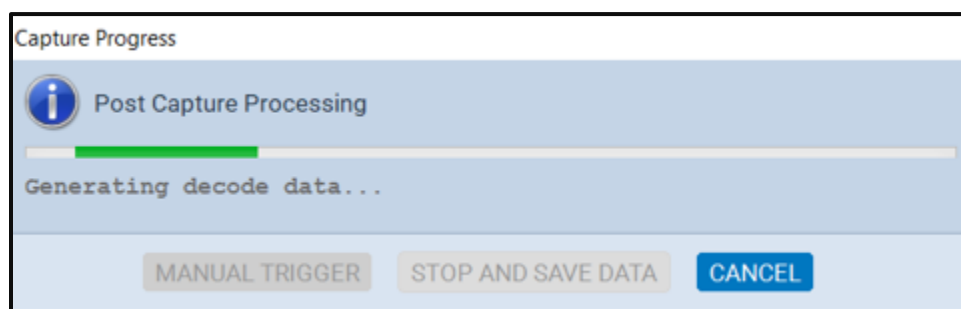 Capture Progress
Post Capture Processing
Generating decode data...
MANUAL TRIGGER STOP AND SAVE DATA CANCEL